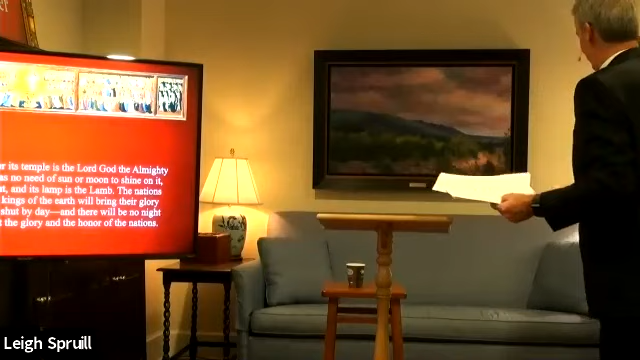 its temple is the Lord God the Almighty
no need of sun or moon to shine on it,
and its lamp is the Lamb. The nations
kings of the earth will bring their glory
shut by day—and there will be no night
the glory and the honor of the nations.
Leigh Spruill